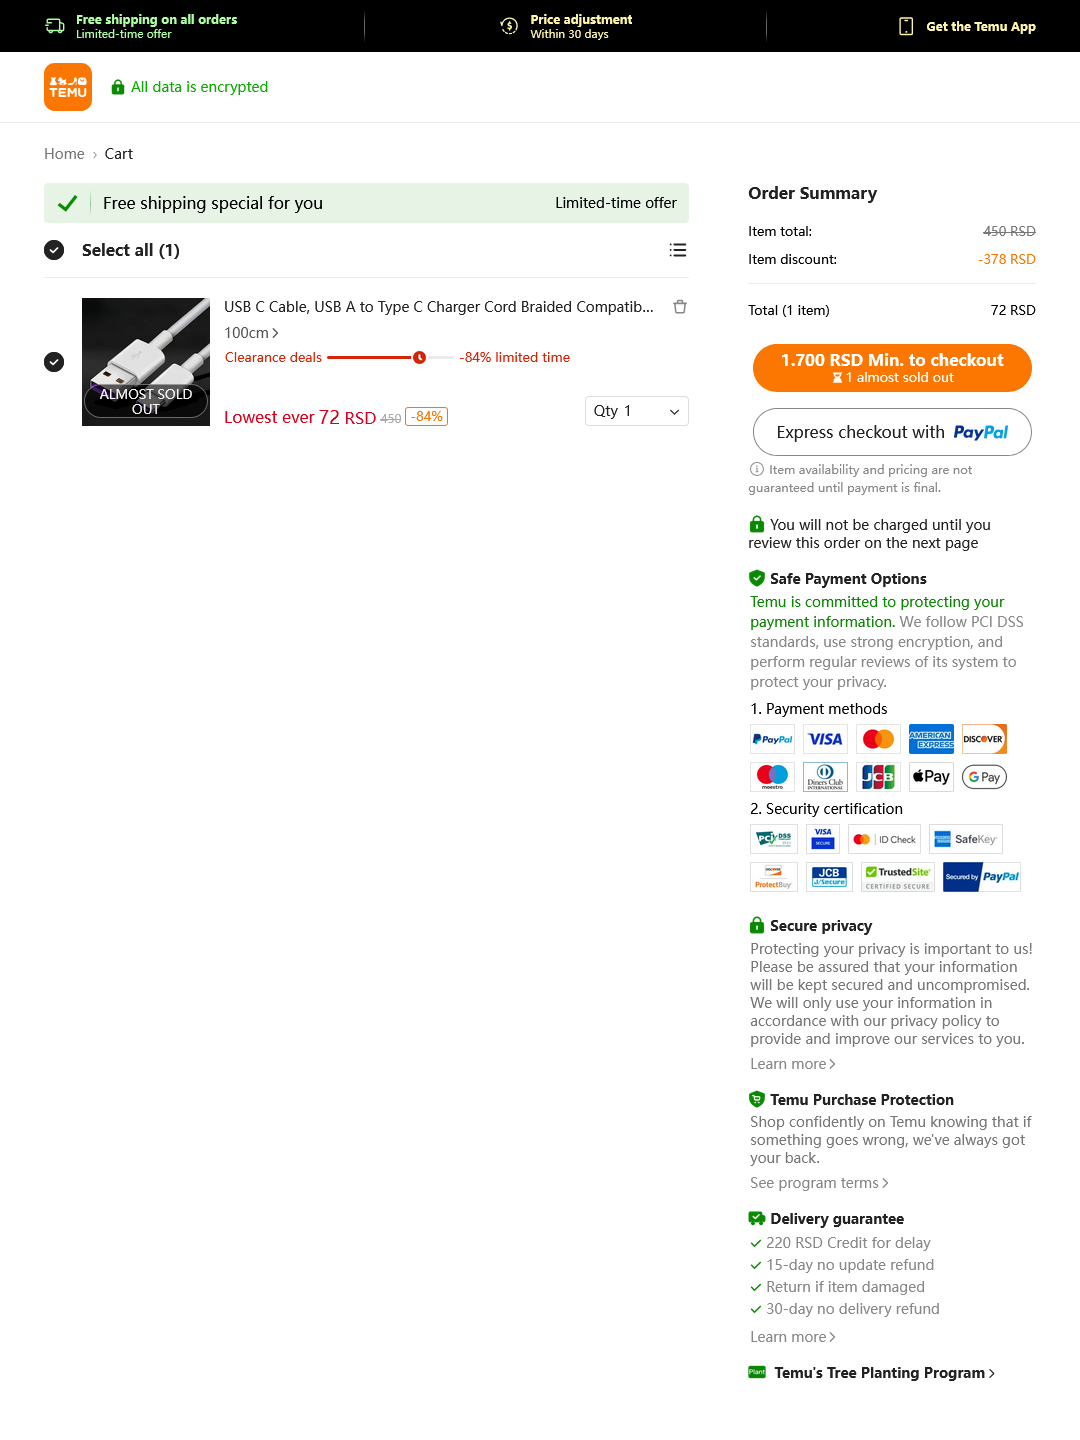 Free shipping on all orders
Limited-time offer
Price adjustment
Within 30 days
Get the Temu App
TEMU
All data is encrypted
Home › Cart
Free shipping special for you
Limited-time offer
Select all (1)
USB C Cable, USB A to Type C Charger Cord Braided Compatib...
100cm
Clearance deals
-84% limited time
ALMOST SOLD OUT
Lowest ever 72 RSD 450 -84%
Qty 1
Order Summary
Item total: 450 RSD
Item discount: -378 RSD
Total (1 item) 72 RSD
1.700 RSD Min. to checkout
1 almost sold out
Express checkout with PayPal
Item availability and pricing are not
guaranteed until payment is final.
You will not be charged until you
review this order on the next page
Safe Payment Options
Temu is committed to protecting your
payment information. We follow PCI DSS
standards, use strong encryption, and
perform regular reviews of its system to
protect your privacy.
1. Payment methods
PayPal VISA AMERICAN EXPRESS DISCOVER
maestro Diners Club INTERNATIONAL JCB Pay G Pay
2. Security certification
PCI DSS VISA SECURE ID Check SafeKey
DISCOVER ProtectBuy JCB J/Secure TrustedSite CERTIFIED SECURE Secured by PayPal
Secure privacy
Protecting your privacy is important to us!
Please be assured that your information
will be kept secured and uncompromised.
We will only use your information in
accordance with our privacy policy to
provide and improve our services to you.
Learn more
Temu Purchase Protection
Shop confidently on Temu knowing that if
something goes wrong, we've always got
your back.
See program terms
Delivery guarantee
220 RSD Credit for delay
15-day no update refund
Return if item damaged
30-day no delivery refund
Learn more
Plant Temu's Tree Planting Program